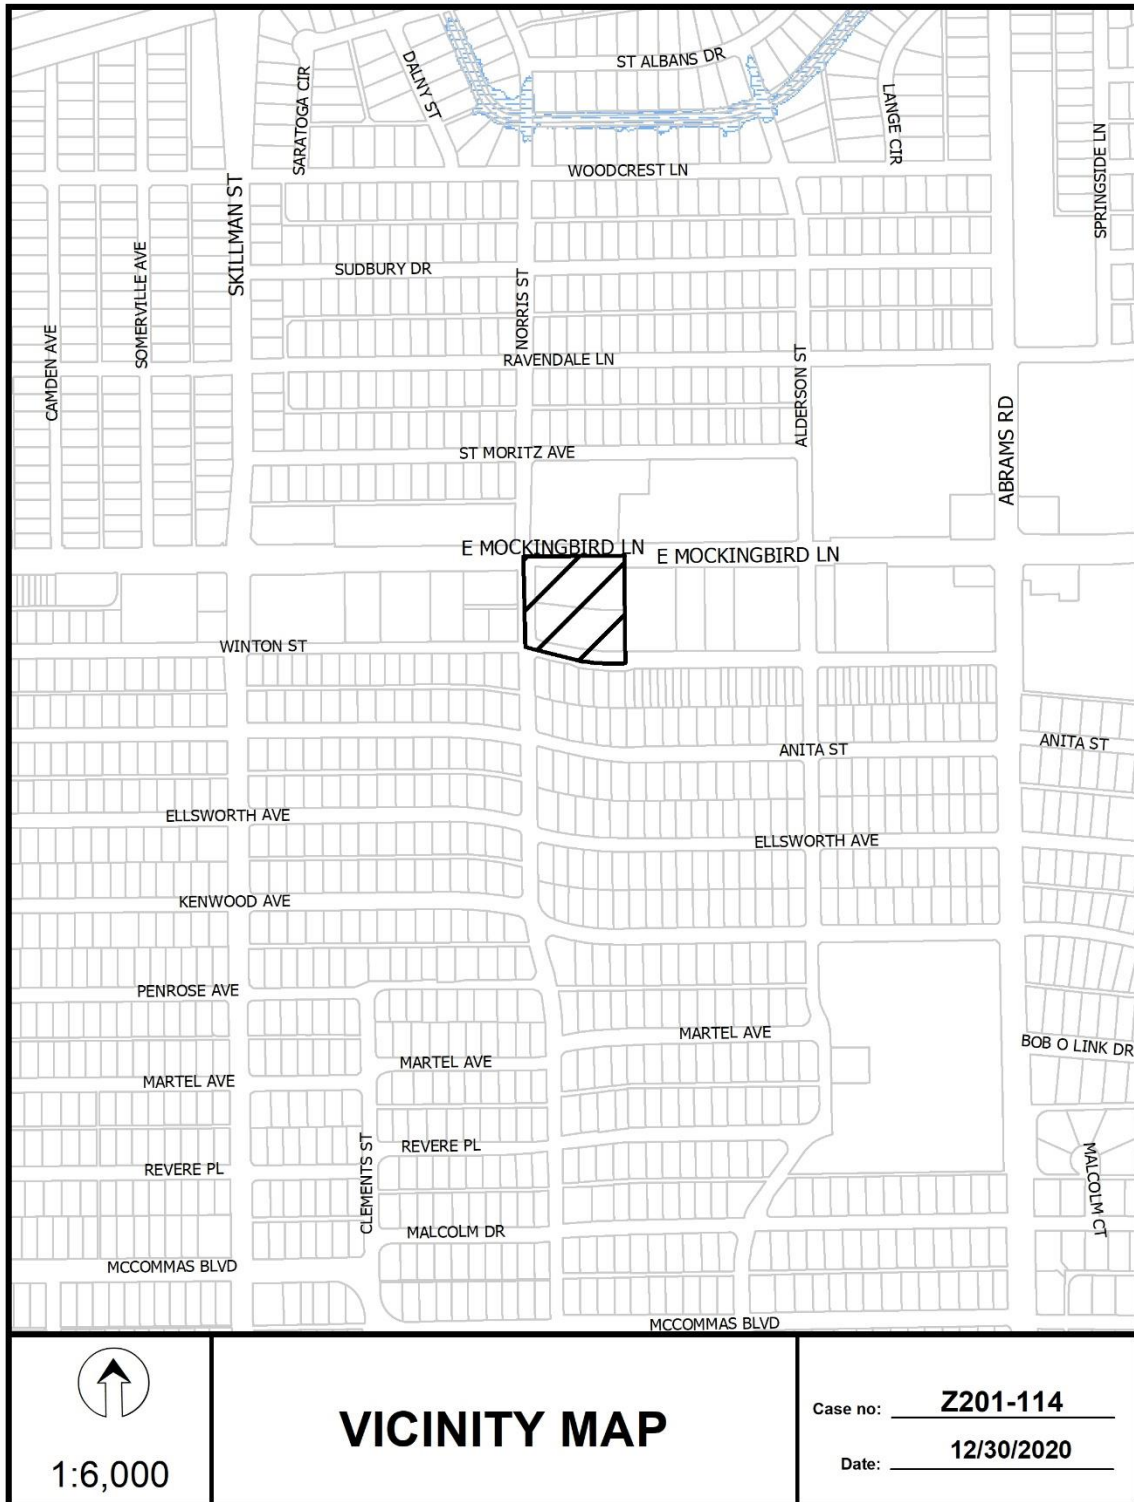 ST ALBANS DR
DALNY ST
SARATOGA CIR
LANGE CIR
SPRINGSIDE LN
WOODCREST LN
SKILLMAN ST
SOMERVILLE AVE
CAMDEN AVE
SUDBURY DR
NORRIS ST
RAVENDALE LN
ALDERSON ST
ABRAMS RD
ST MORITZ AVE
E MOCKINGBIRD LN
E MOCKINGBIRD LN
WINTON ST
ANITA ST
ANITA ST
ELLSWORTH AVE
ELLSWORTH AVE
KENWOOD AVE
PENROSE AVE
MARTEL AVE
BOB O LINK DR
MARTEL AVE
MARTEL AVE
CLEMENTS ST
REVERE PL
REVERE PL
MALCOLM CT
MALCOLM DR
MCCOMMAS BLVD
MCCOMMAS BLVD
1:6,000
VICINITY MAP
Case no: Z201-114
Date: 12/30/2020